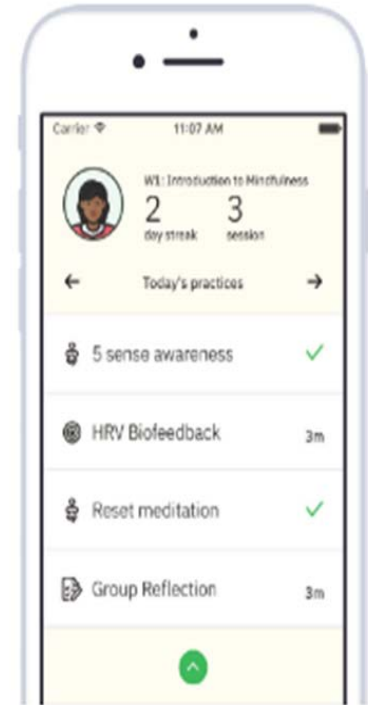 Carrier 11:07 AM
W1: Introduction to Mindfulness
2 3
day streak session
Today's practices
5 sense awareness
HRV Biofeedback 3m
Reset meditation
Group Reflection 3m